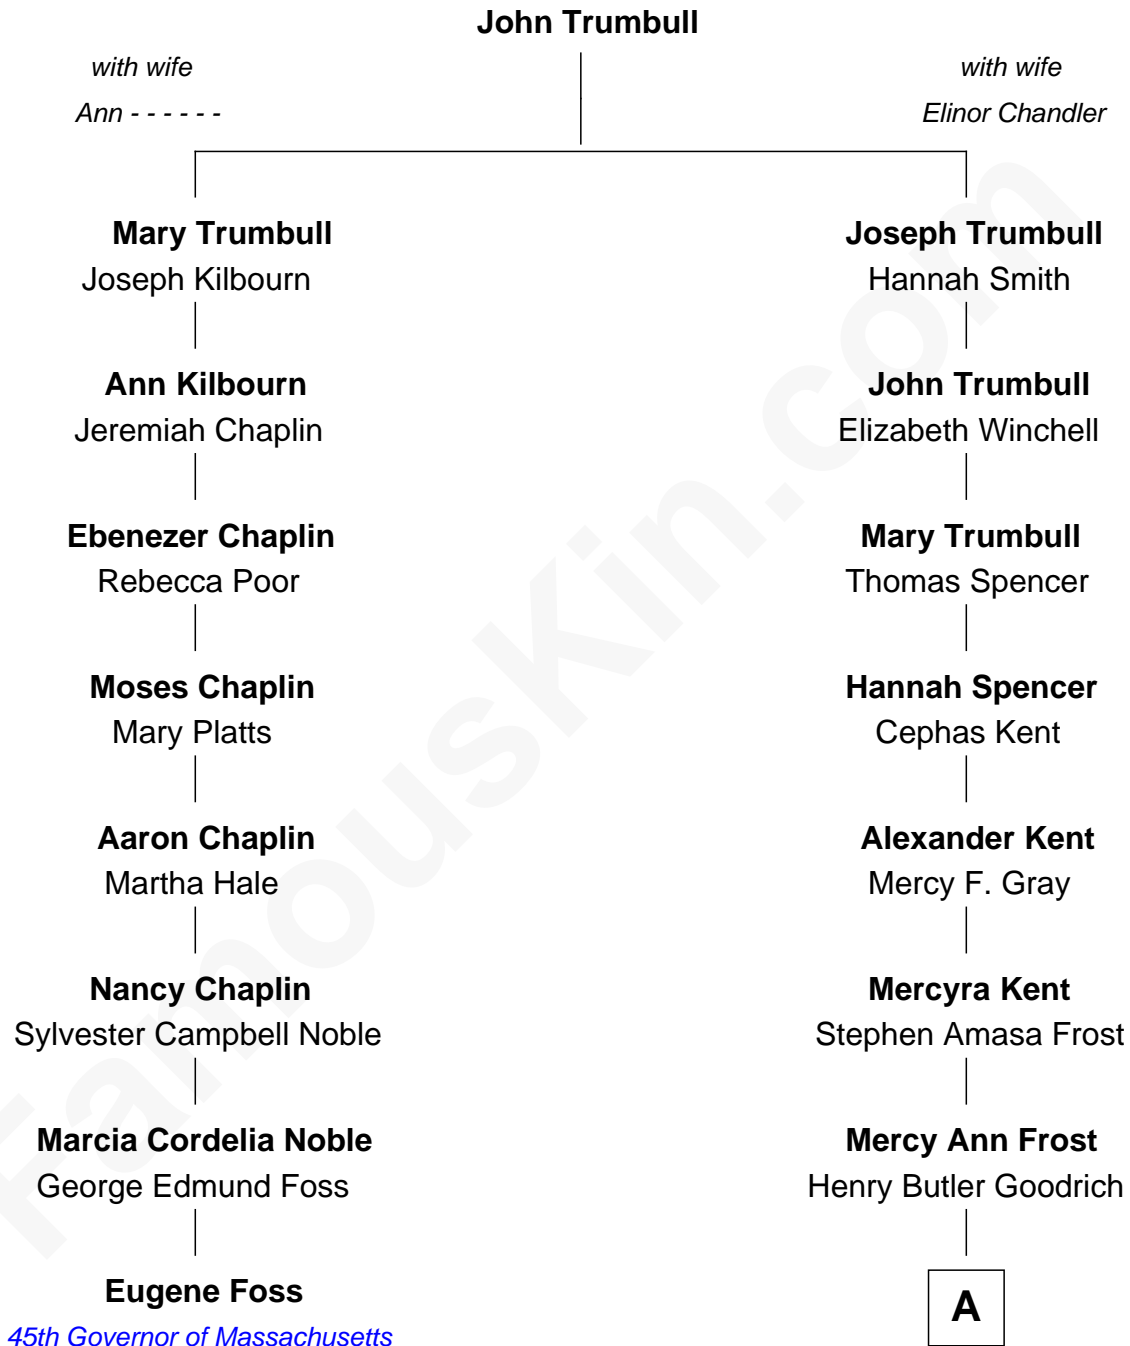 John Trumbull
with wife
Ann - - - - - -
with wife
Elinor Chandler
Mary Trumbull
Joseph Kilbourn
Ann Kilbourn
Jeremiah Chaplin
Ebenezer Chaplin
Rebecca Poor
Moses Chaplin
Mary Platts
Aaron Chaplin
Martha Hale
Nancy Chaplin
Sylvester Campbell Noble
Marcia Cordelia Noble
George Edmund Foss
Eugene Foss
45th Governor of Massachusetts
Joseph Trumbull
Hannah Smith
John Trumbull
Elizabeth Winchell
Mary Trumbull
Thomas Spencer
Hannah Spencer
Cephas Kent
Alexander Kent
Mercy F. Gray
Mercyra Kent
Stephen Amasa Frost
Mercy Ann Frost
Henry Butler Goodrich
A
FamousKin.com